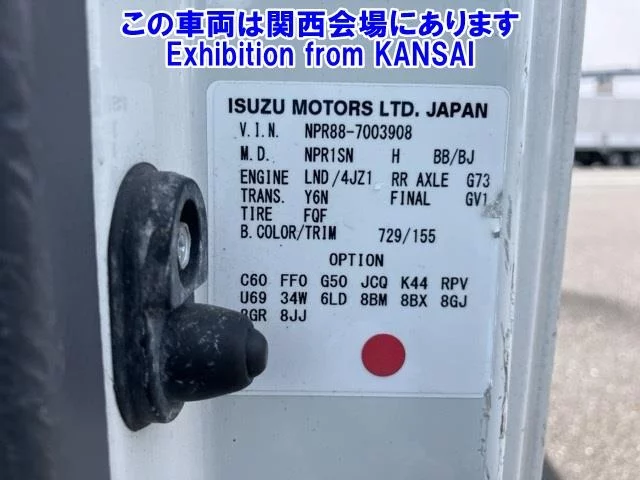 この車両は関西会場にあります
Exhibition from KANSAI
ISUZU MOTORS LTD. JAPAN
V.I.N. NPR88-7003908
M.D. NPR1SN H BB/BJ
ENGINE LND/4JZ1 RR AXLE G73
TRANS. Y6N FINAL GV1
TIRE FQF
B.COLOR/TRIM 729/155
OPTION
C60 FF0 G50 JCQ K44 RPV
U69 34W 6LD 8BM 8BX 8GJ
8GR 8JJ